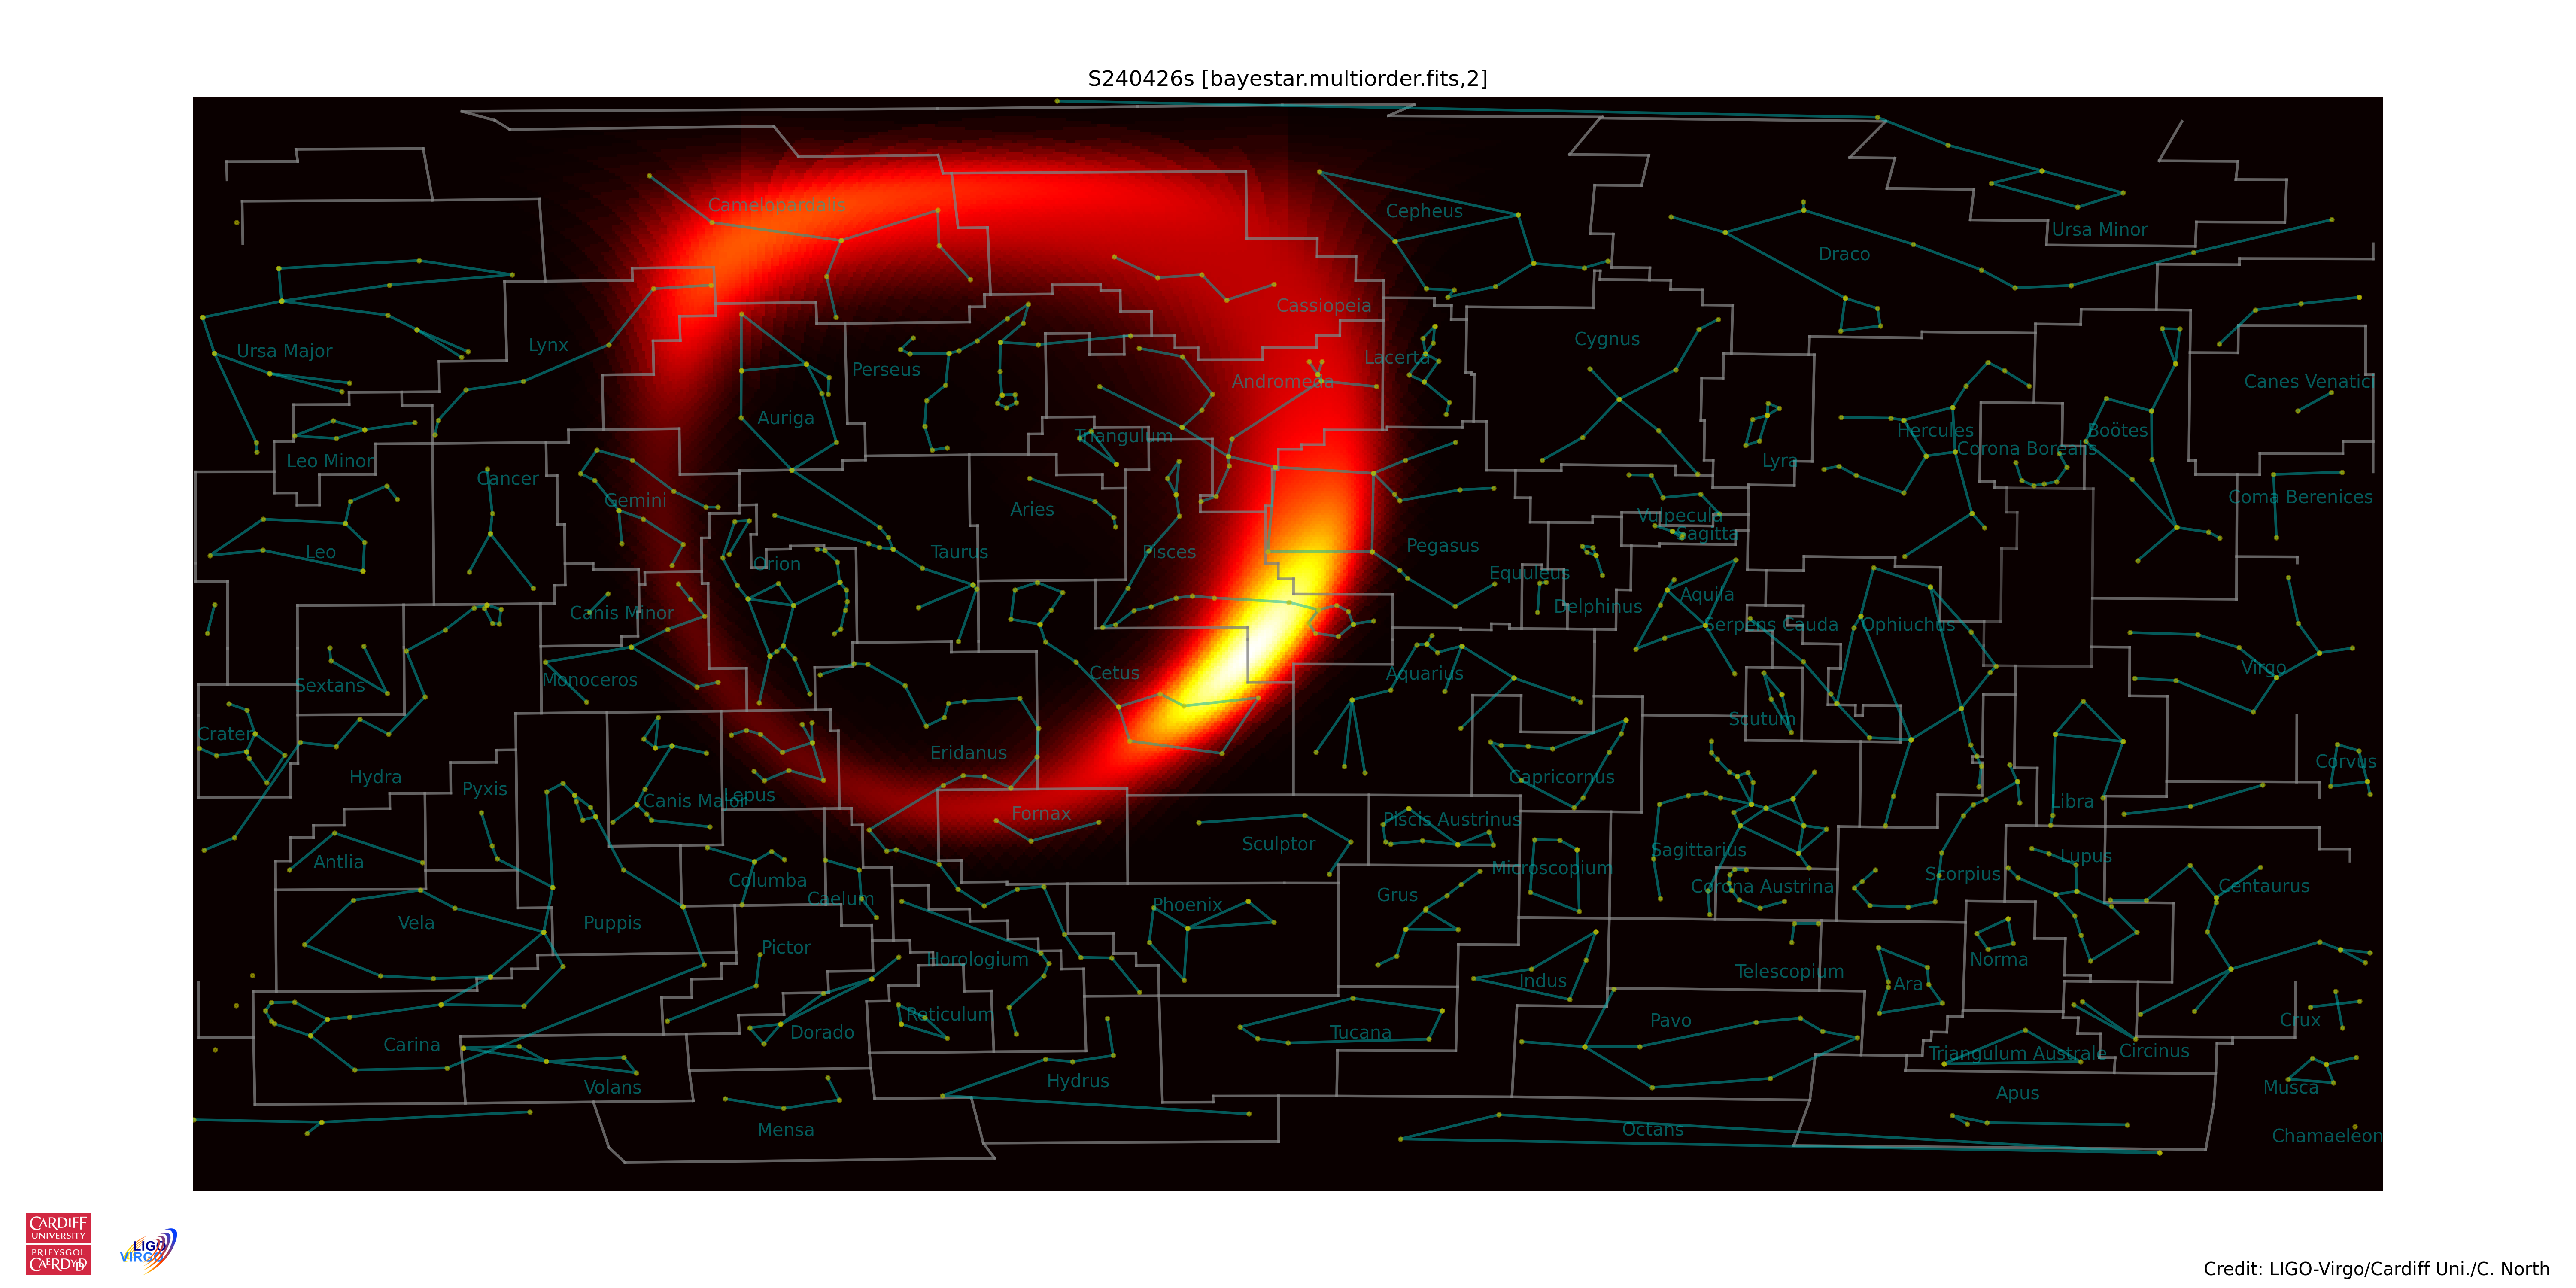 S240426s [bayestar.multiorder.fits,2]
Camelopardalis
Cepheus
Ursa Minor
Draco
Cassiopeia
Ursa Major
Lynx
Perseus
Lacerta
Cygnus
Andromeda
Canes Venatici
Auriga
Triangulum
Hercules
Boötes
Corona Borealis
Leo Minor
Lyra
Cancer
Gemini
Coma Berenices
Aries
Vulpecula
Sagitta
Leo
Taurus
Pisces
Pegasus
Orion
Equuleus
Aquila
Canis Minor
Delphinus
Serpens Cauda
Ophiuchus
Virgo
Cetus
Aquarius
Monoceros
Sextans
Scutum
Crater
Eridanus
Corvus
Hydra
Capricornus
Pyxis
Canis Major
Lepus
Libra
Fornax
Piscis Austrinus
Sculptor
Sagittarius
Lupus
Antlia
Microscopium
Scorpius
Columba
Corona Austrina
Centaurus
Caelum
Grus
Phoenix
Vela
Puppis
Pictor
Horologium
Norma
Telescopium
Indus
Ara
Reticulum
Pavo
Crux
Dorado
Tucana
Carina
Triangulum Australe
Circinus
Hydrus
Volans
Musca
Apus
Mensa
Octans
Chamaeleon
CARDIFF
UNIVERSITY
PRIFYSGOL
CAERDYDD
LIGO
VIRGO
Credit: LIGO-Virgo/Cardiff Uni./C. North